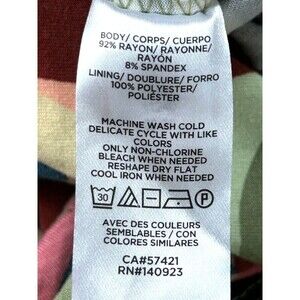 BODY/ CORPS/ CUERPO
92% RAYON/ RAYONNE/
RAYÓN
8% SPANDEX
LINING/ DOUBLURE/ FORRO
100% POLYESTER/
POLIÉSTER
MACHINE WASH COLD
DELICATE CYCLE WITH LIKE
COLORS
ONLY NON-CHLORINE
BLEACH WHEN NEEDED
RESHAPE DRY FLAT
COOL IRON WHEN NEEDED
30 P
AVEC DES COULEURS
SEMBLABLES / CON
COLORES SIMILARES
CA#57421
RN#140923